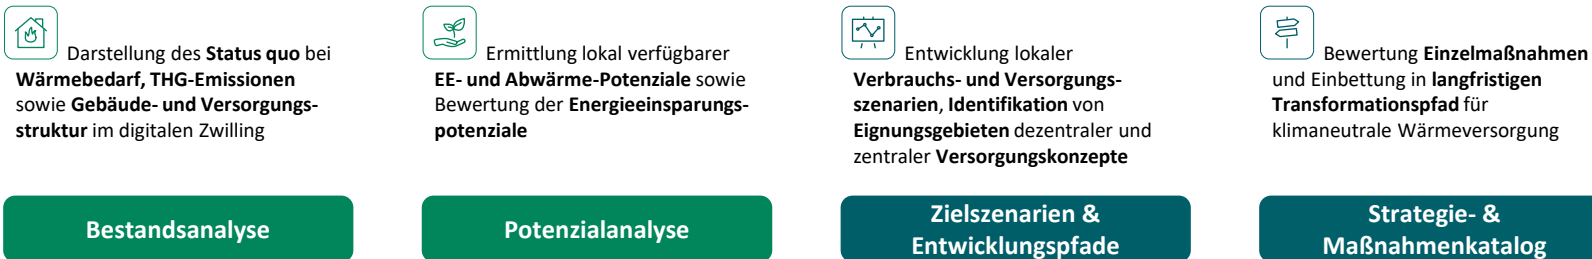 Darstellung des Status quo bei
Wärmebedarf, THG-Emissionen
sowie Gebäude- und Versorgungs-
struktur im digitalen Zwilling
Bestandsanalyse
Ermittlung lokal verfügbarer
EE- und Abwärme-Potenziale sowie
Bewertung der Energieeinsparungs-
potenziale
Potenzialanalyse
Entwicklung lokaler
Verbrauchs- und Versorgungs-
szenarien, Identifikation von
Eignungsgebieten dezentraler und
zentraler Versorgungskonzepte
Zielszenarien &
Entwicklungspfade
Bewertung Einzelmaßnahmen
und Einbettung in langfristigen
Transformationspfad für
klimaneutrale Wärmeversorgung
Strategie- &
Maßnahmenkatalog